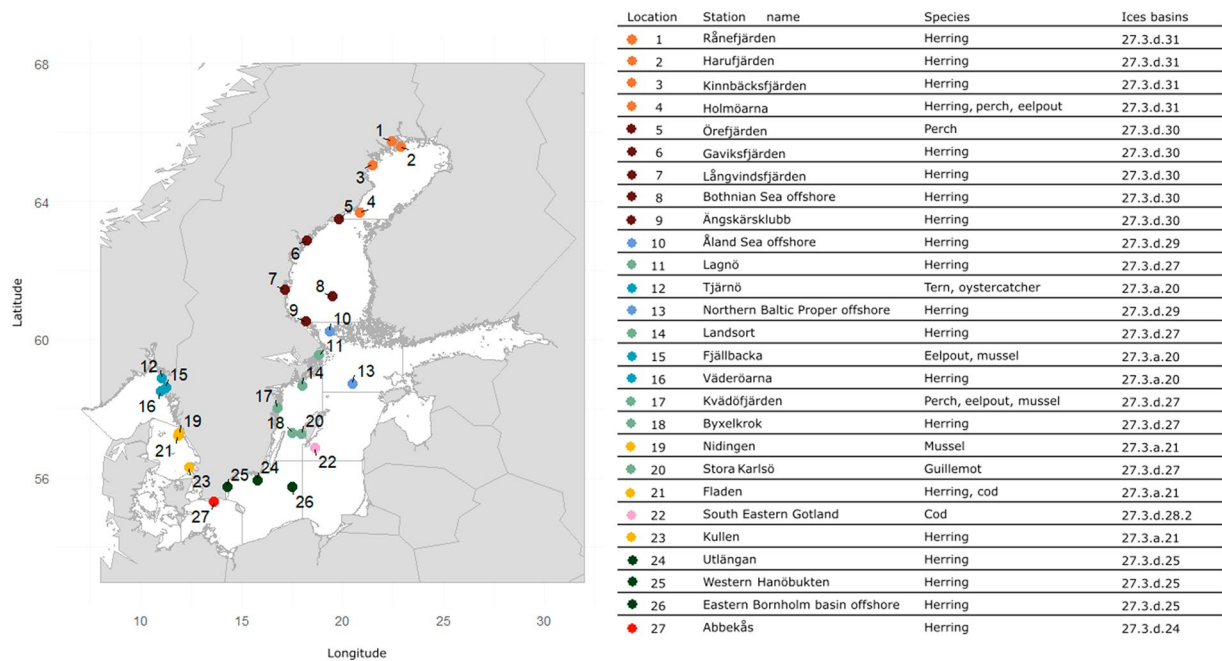 Location Station name Species Ices basins
1 Rånefjärden Herring 27.3.d.31
2 Harufjärden Herring 27.3.d.31
3 Kinnbäcksfjärden Herring 27.3.d.31
4 Holmöarna Herring, perch, eelpout 27.3.d.31
5 Örefjärden Perch 27.3.d.30
6 Gaviksfjärden Herring 27.3.d.30
7 Långvindsfjärden Herring 27.3.d.30
8 Bothnian Sea offshore Herring 27.3.d.30
9 Ängskärsklubb Herring 27.3.d.30
10 Åland Sea offshore Herring 27.3.d.29
11 Lagnö Herring 27.3.d.27
12 Tjärnö Tern, oystercatcher 27.3.a.20
13 Northern Baltic Proper offshore Herring 27.3.d.29
14 Landsort Herring 27.3.d.27
15 Fjällbacka Eelpout, mussel 27.3.a.20
16 Väderöarna Herring 27.3.a.20
17 Kvädöfjärden Perch, eelpout, mussel 27.3.d.27
18 Byxelkrok Herring 27.3.d.27
19 Nidingen Mussel 27.3.a.21
20 Stora Karlsö Guillemot 27.3.d.27
21 Fladen Herring, cod 27.3.a.21
22 South Eastern Gotland Cod 27.3.d.28.2
23 Kullen Herring 27.3.a.21
24 Utlängan Herring 27.3.d.25
25 Western Hanöbukten Herring 27.3.d.25
26 Eastern Bornholm basin offshore Herring 27.3.d.25
27 Abbekås Herring 27.3.d.24
68
64
60
56
Latitude
1
2
3
4
5
6
7
8
9
10
11
12
15
13
14
16
17
19
18
20
21
22
23
25
24
26
27
10 15 20 25 30
Longitude